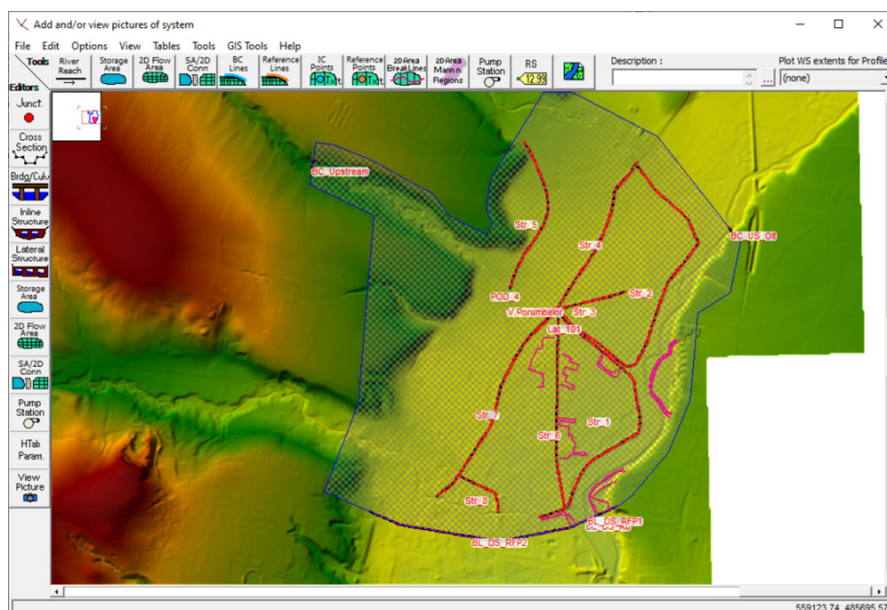 Add and/or view pictures of system
File Edit Options View Tables Tools GIS Tools Help
Tools
Editors
River Reach
Storage Area
2D Flow Area
SA/2D Conn
BC Lines
Reference Lines
IC Points
Reference Points
2D Area BreakLines
2D Area Mann n Regions
Pump Station
RS
12.99
Description :
...
Plot WS extents for Profile
(none)
Junct.
Cross Section
Brdg/Culv
Inline Structure
Lateral Structure
Storage Area
2D Flow Area
SA/2D Conn
Pump Station
HTab Param.
View Picture
BC_Upstream
Str_5
Str_4
BC_US_Olt
POD_4
Str_2
V.Porumbelor
Str_3
Lat_101
Str_7
Str_6
Str_1
Str_8
BL_DS_RFP1
BL_DS_RFP2
559123.74, 485695.57